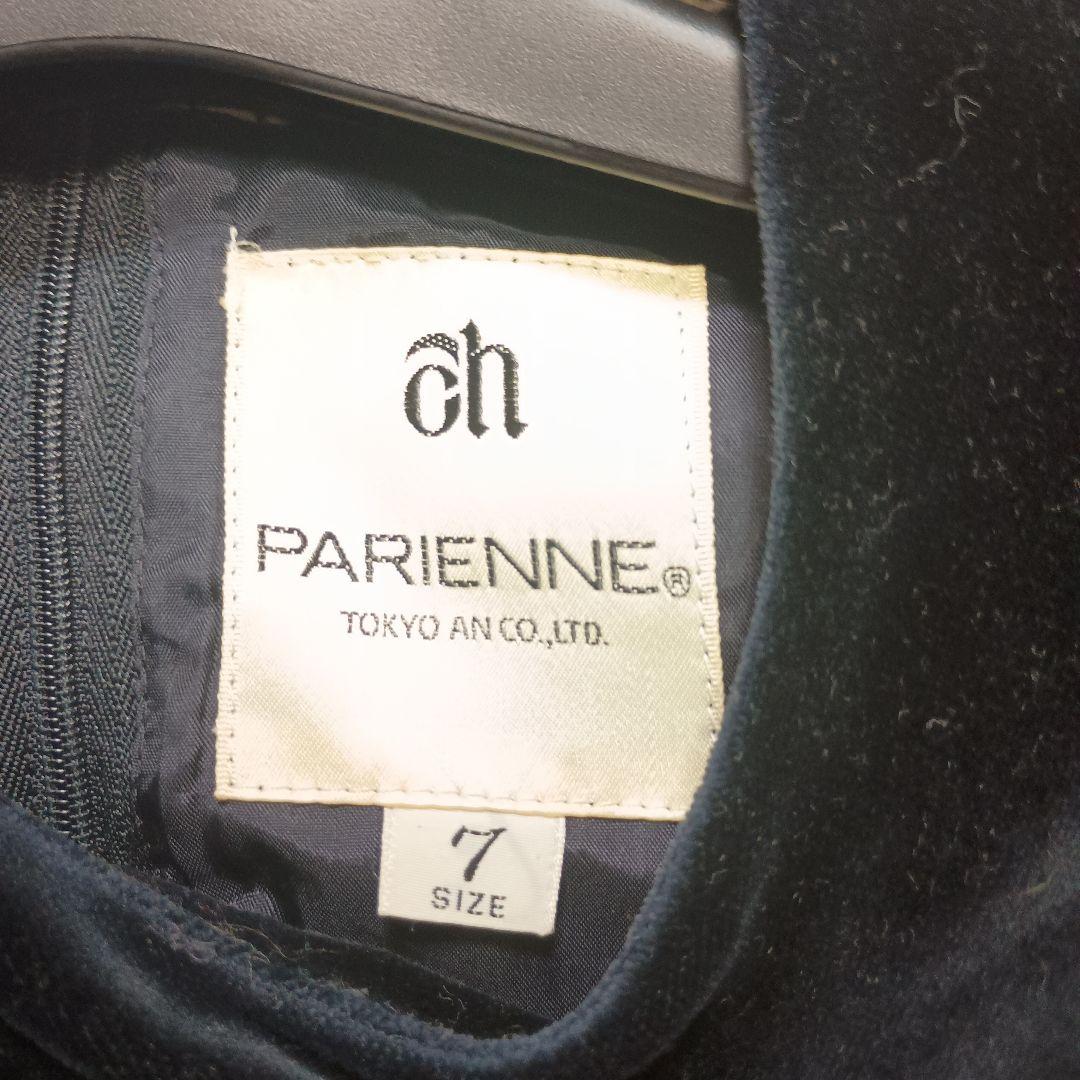 ch
PARIENNE®
TOKYO AN CO.,LTD.
7
SIZE